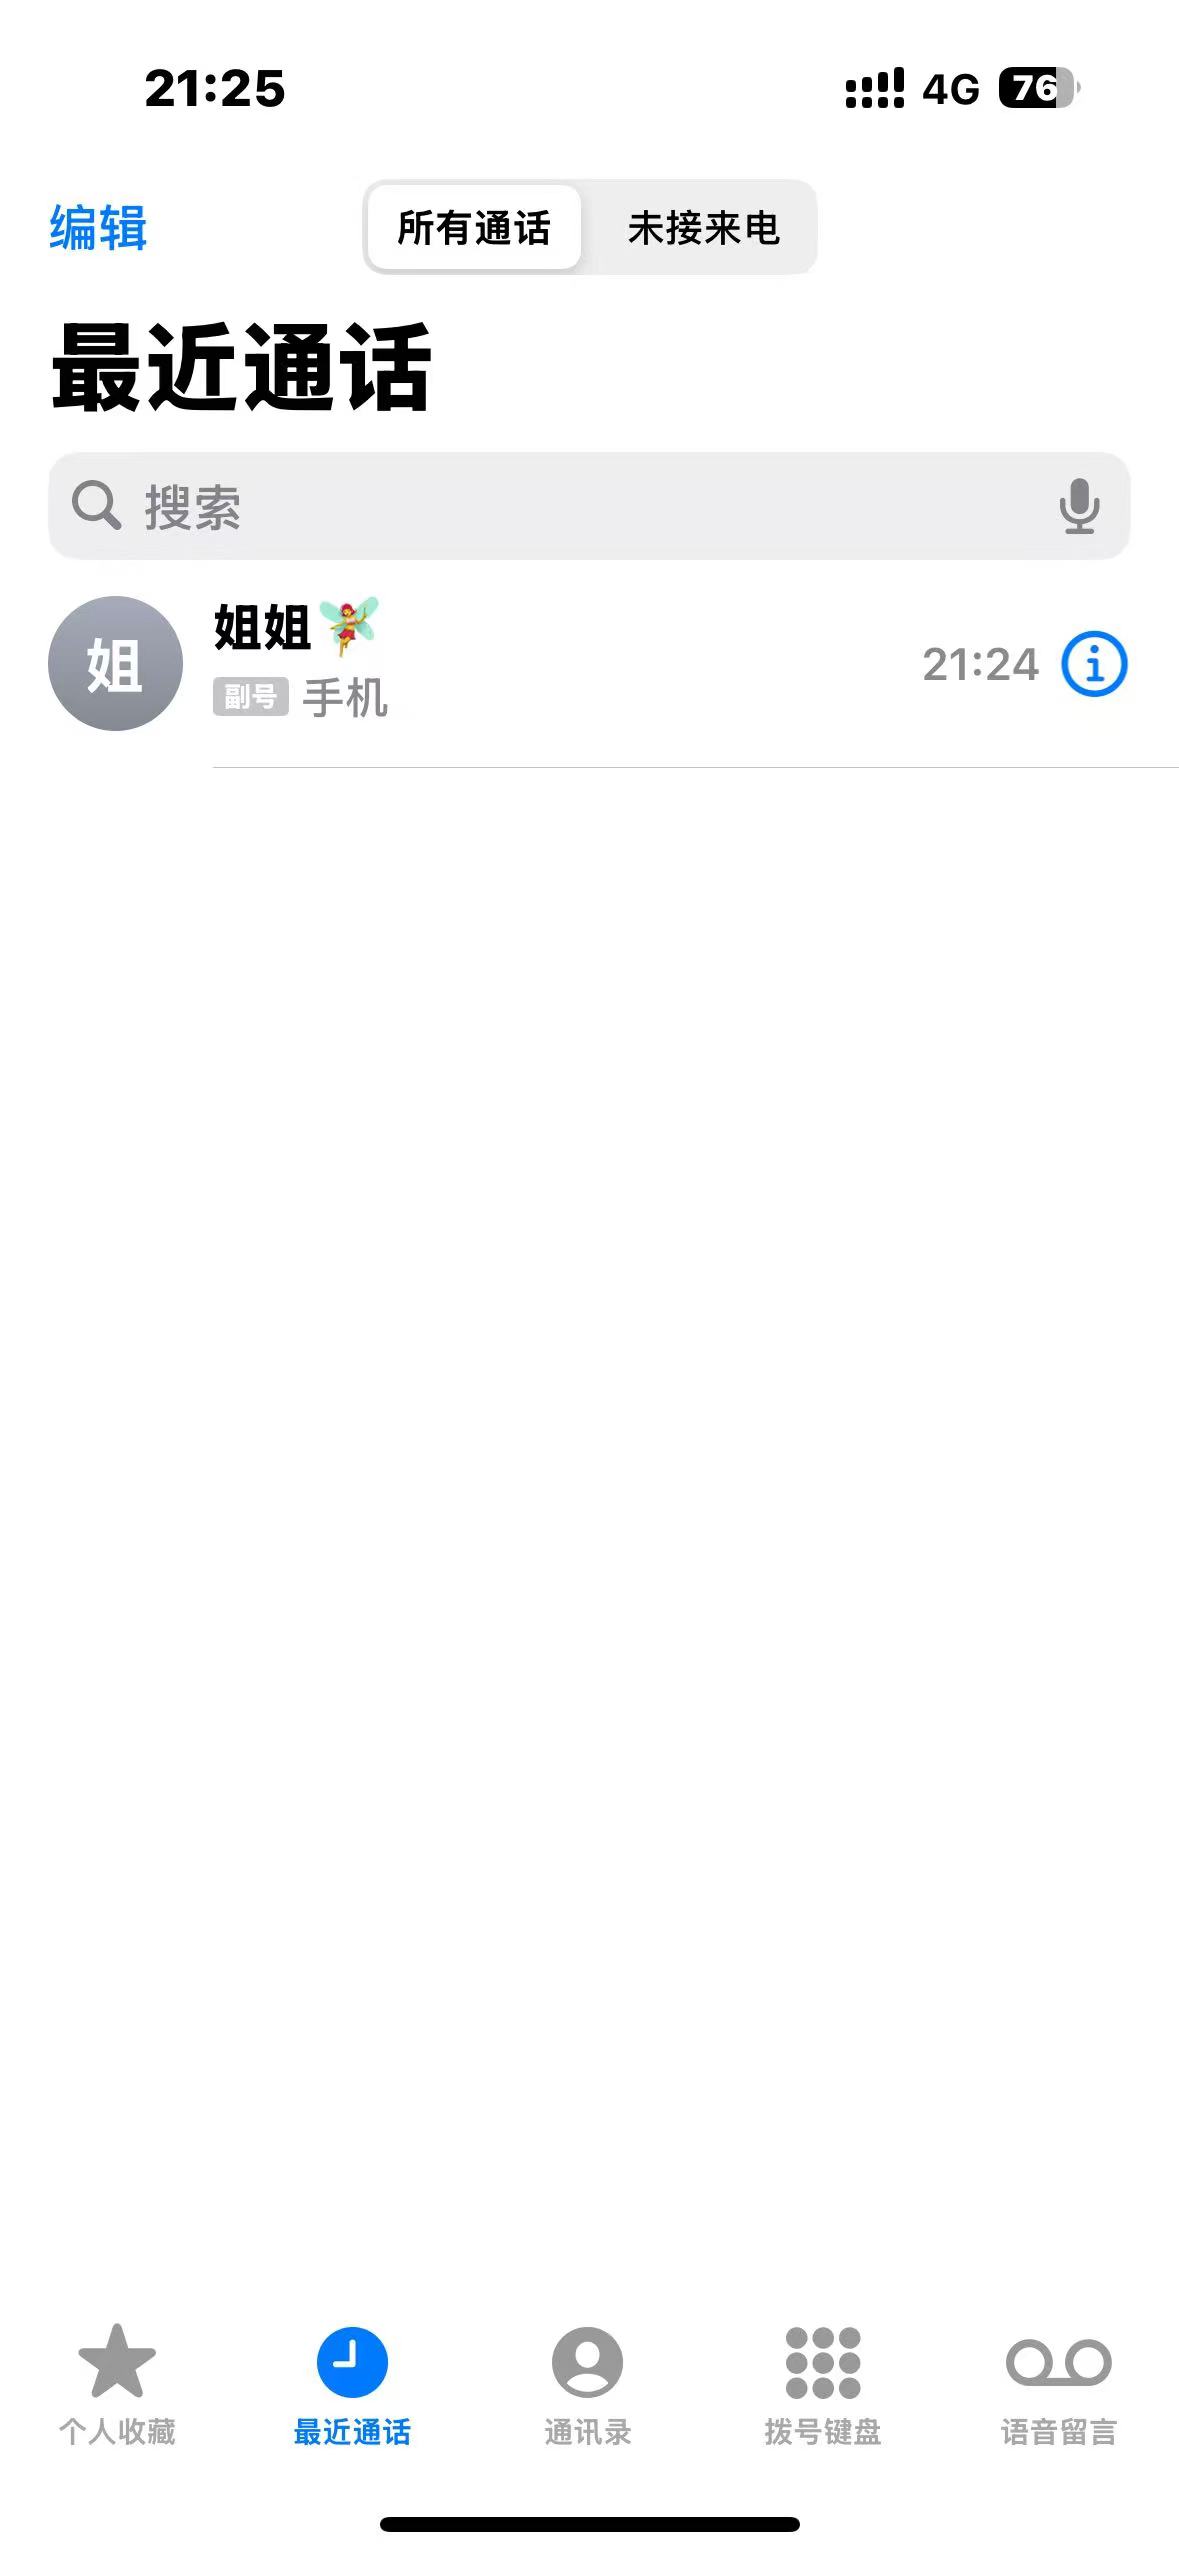 21:25 4G 76
编辑 所有通话 未接来电
最近通话
搜索
姐 姐姐🧚‍♀️ 21:24
副号 手机
个人收藏 最近通话 通讯录 拨号键盘 语音留言